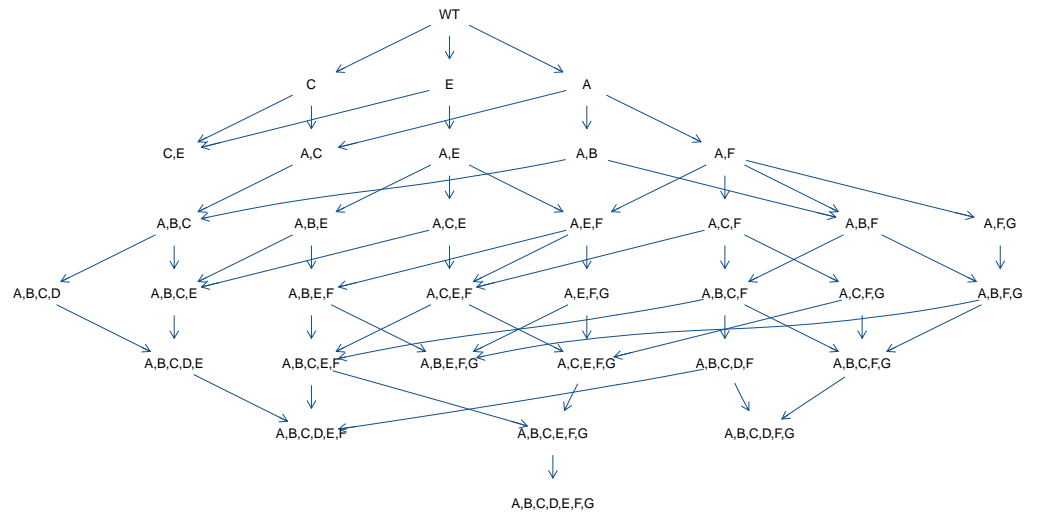 WT
C E A
C,E A,C A,E A,B A,F
A,B,C A,B,E A,C,E A,E,F A,C,F A,B,F A,F,G
A,B,C,D A,B,C,E A,B,E,F A,C,E,F A,E,F,G A,B,C,F A,C,F,G A,B,F,G
A,B,C,D,E A,B,C,E,F A,B,E,F,G A,C,E,F,G A,B,C,D,F A,B,C,F,G
A,B,C,D,E,F A,B,C,E,F,G A,B,C,D,F,G
A,B,C,D,E,F,G